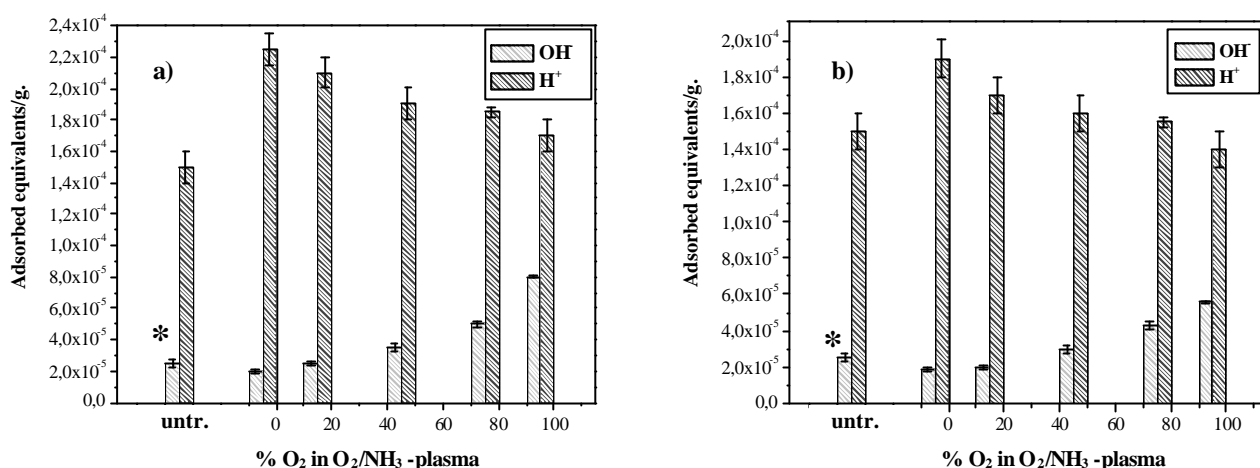 2,4x10⁻⁴
2,2x10⁻⁴
2,0x10⁻⁴
1,8x10⁻⁴
1,6x10⁻⁴
1,4x10⁻⁴
1,2x10⁻⁴
1,0x10⁻⁴
8,0x10⁻⁵
6,0x10⁻⁵
4,0x10⁻⁵
2,0x10⁻⁵
0,0
Adsorbed equivalents/g.
a)
OH⁻
H⁺
*
untr. 0 20 40 60 80 100
% O₂ in O₂/NH₃ -plasma
2,0x10⁻⁴
1,8x10⁻⁴
1,6x10⁻⁴
1,4x10⁻⁴
1,2x10⁻⁴
1,0x10⁻⁴
8,0x10⁻⁵
6,0x10⁻⁵
4,0x10⁻⁵
2,0x10⁻⁵
0,0
Adsorbed equivalents/g.
b)
OH⁻
H⁺
*
untr. 0 20 40 60 80 100
% O₂ in O₂/NH₃ -plasma